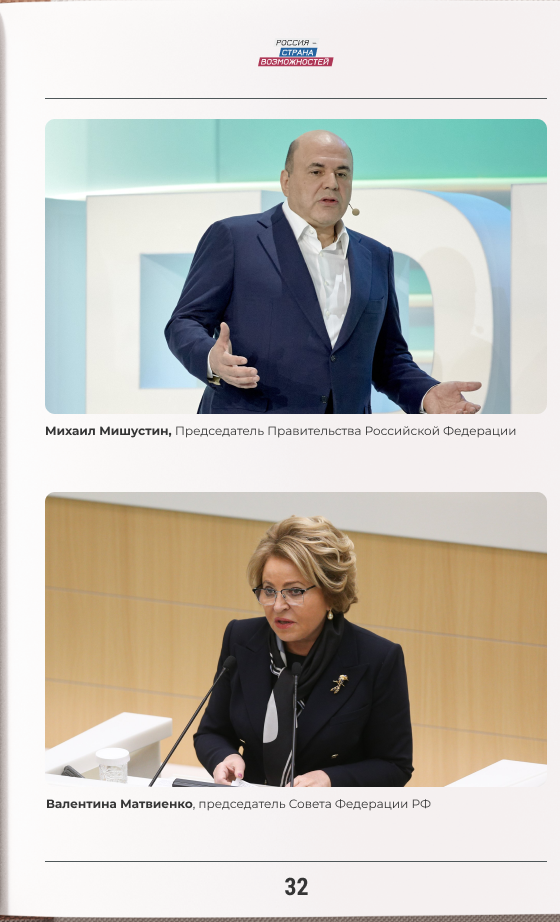 РОССИЯ –
СТРАНА
ВОЗМОЖНОСТЕЙ
Михаил Мишустин, Председатель Правительства Российской Федерации
Валентина Матвиенко, председатель Совета Федерации РФ
32